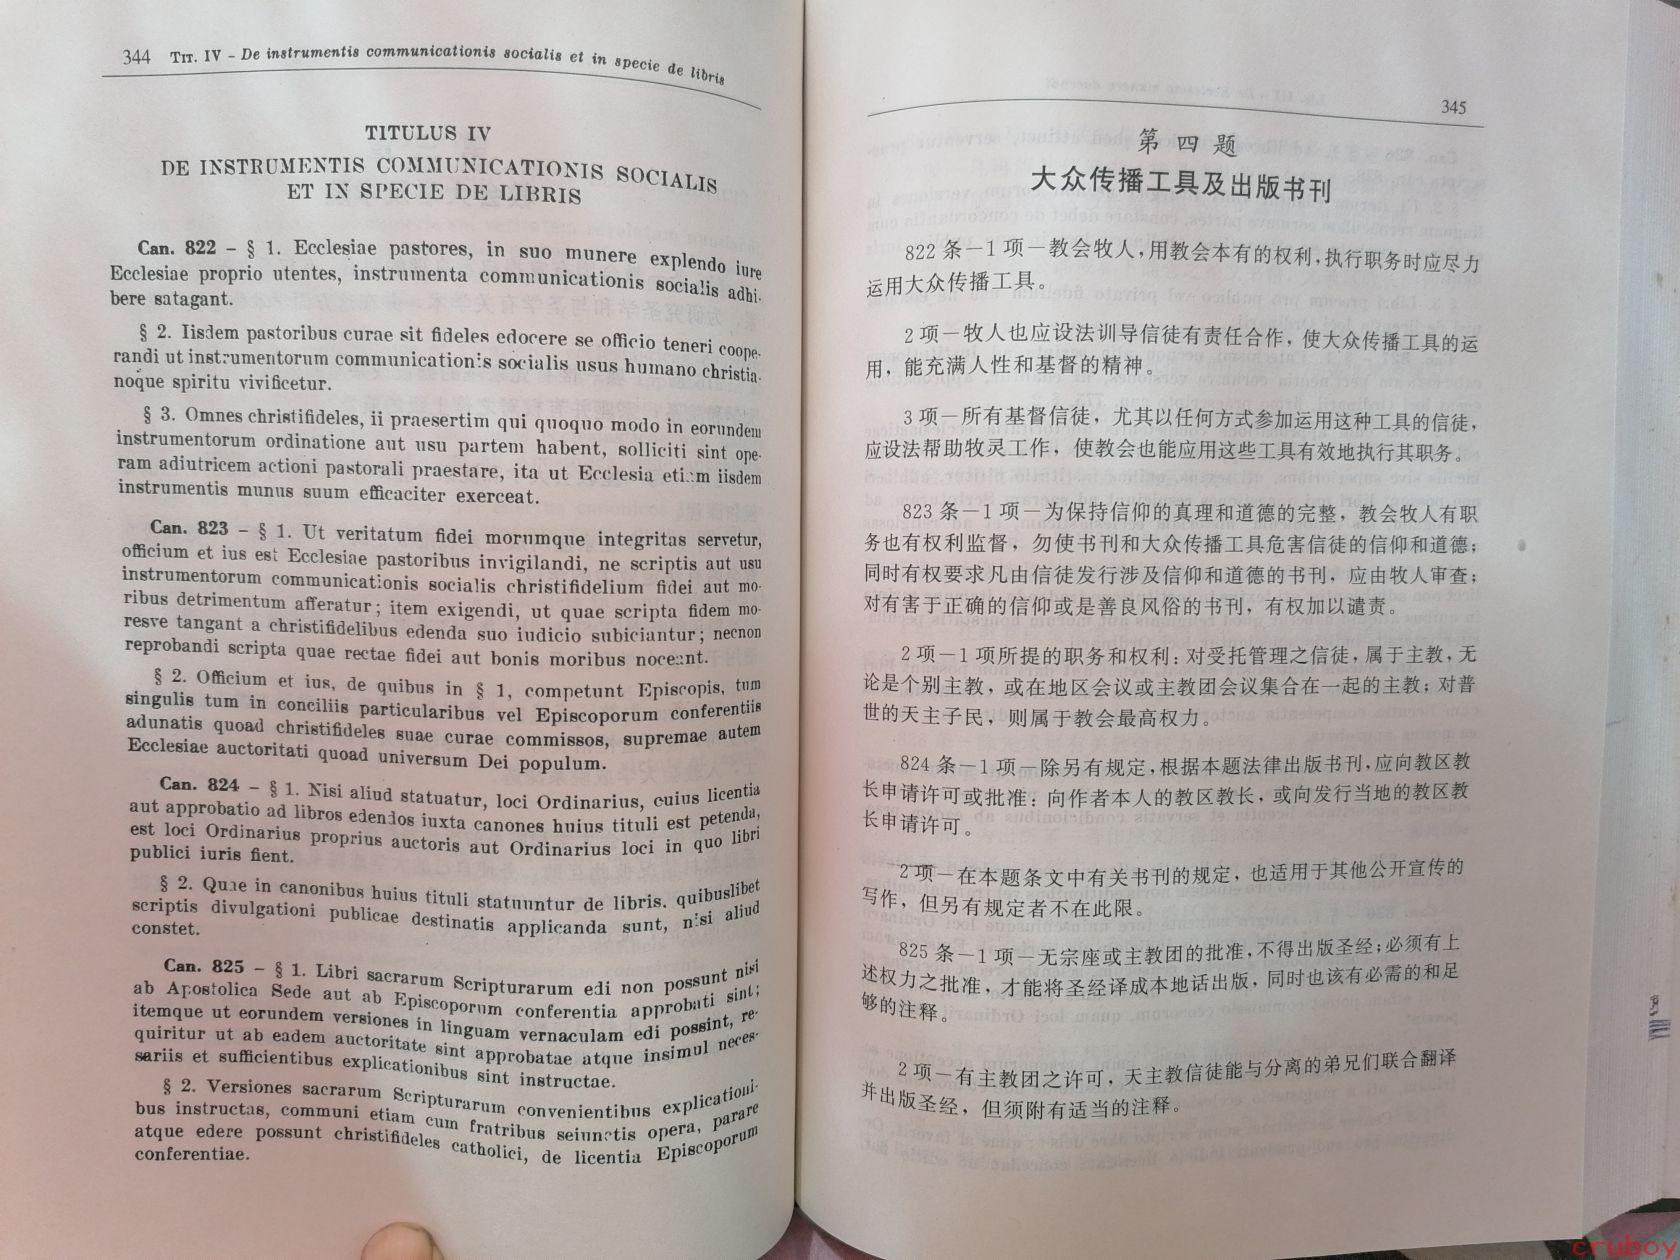 344 TIT. IV – De instrumentis communicationis socialis et in specie de libris
TITULUS IV
DE INSTRUMENTIS COMMUNICATIONIS SOCIALIS
ET IN SPECIE DE LIBRIS
Can. 822 – § 1. Ecclesiae pastores, in suo munere explendo iure
Ecclesiae proprio utentes, instrumenta communicationis socialis adhi-
bere satagant.
§ 2. Iisdem pastoribus curae sit fideles edocere se officio teneri coope-
randi ut instrumentorum communicationis socialis usus humano christia-
noque spiritu vivificetur.
§ 3. Omnes christifideles, ii praesertim qui quoquo modo in eorundem
instrumentorum ordinatione aut usu partem habent, solliciti sint ope-
ram adiutricem actioni pastorali praestare, ita ut Ecclesia etiam iisdem
instrumentis munus suum efficaciter exerceat.
Can. 823 – § 1. Ut veritatum fidei morumque integritas servetur,
officium et ius est Ecclesiae pastoribus invigilandi, ne scriptis aut usu
instrumentorum communicationis socialis christifidelium fidei aut mo-
ribus detrimentum afferatur; item exigendi, ut quae scripta fidem mo-
resve tangant a christifidelibus edenda suo iudicio subiciantur; necnon
reprobandi scripta quae rectae fidei aut bonis moribus noceant.
§ 2. Officium et ius, de quibus in § 1, competunt Episcopis, tum
singulis tum in conciliis particularibus vel Episcoporum conferentiis
adunatis quoad christifideles suae curae commissos, supremae autem
Ecclesiae auctoritati quoad universum Dei populum.
Can. 824 – § 1. Nisi aliud statuatur, loci Ordinarius, cuius licentia
aut approbatio ad libros edendos iuxta canones huius tituli est petenda,
est loci Ordinarius proprius auctoris aut Ordinarius loci in quo libri
publici iuris fient.
§ 2. Quae in canonibus huius tituli statuuntur de libris. quibuslibet
scriptis divulgationi publicae destinatis applicanda sunt, nisi aliud
constet.
Can. 825 – § 1. Libri sacrarum Scripturarum edi non possunt nisi
ab Apostolica Sede aut ab Episcoporum conferentia approbati sint;
itemque ut eorundem versiones in linguam vernaculam edi possint, re-
quiritur ut ab eadem auctoritate sint approbatae atque insimul neces-
sariis et sufficientibus explicationibus sint instructae.
§ 2. Versiones sacrarum Scripturarum convenientibus explicationi-
bus instructas, communi etiam cum fratribus seiunctis opera, parare
atque edere possunt christifideles catholici, de licentia Episcoporum
conferentiae.
345
第四题
大众传播工具及出版书刊
822 条－1 项－教会牧人，用教会本有的权利，执行职务时应尽力
运用大众传播工具。
2 项－牧人也应设法训导信徒有责任合作，使大众传播工具的运
用，能充满人性和基督的精神。
3 项－所有基督信徒，尤其以任何方式参加运用这种工具的信徒，
应设法帮助牧灵工作，使教会也能应用这些工具有效地执行其职务。
823 条－1 项－为保持信仰的真理和道德的完整，教会牧人有职
务也有权利监督，勿使书刊和大众传播工具危害信徒的信仰和道德；
同时有权要求凡由信徒发行涉及信仰和道德的书刊，应由牧人审查；
对有害于正确的信仰或是善良风俗的书刊，有权加以谴责。
2 项－1 项所提的职务和权利：对受托管理之信徒，属于主教，无
论是个别主教，或在地区会议或主教团会议集合在一起的主教；对普
世的天主子民，则属于教会最高权力。
824 条－1 项－除另有规定，根据本题法律出版书刊，应向教区教
长申请许可或批准：向作者本人的教区教长，或向发行当地的教区教
长申请许可。
2 项－在本题条文中有关书刊的规定，也适用于其他公开宣传的
写作，但另有规定者不在此限。
825 条－1 项－无宗座或主教团的批准，不得出版圣经；必须有上
述权力之批准，才能将圣经译成本地话出版，同时也该有必需的和足
够的注释。
2 项－有主教团之许可，天主教信徒能与分离的弟兄们联合翻译
并出版圣经，但须附有适当的注释。
cruboy